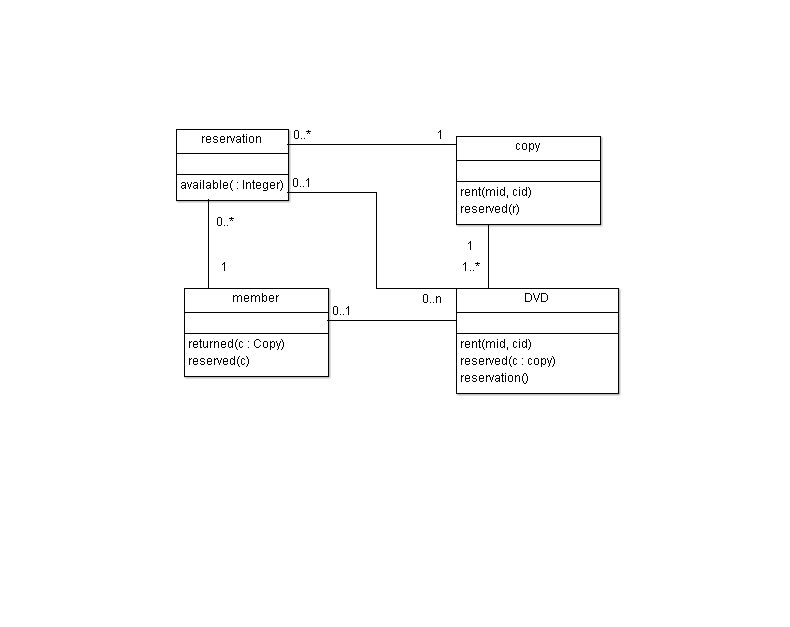 reservation
available( : Integer)
0..*
1
copy
rent(mid, cid)
reserved(r)
0..1
0..*
1
1
1..*
member
returned(c : Copy)
reserved(c)
0..1
0..n
DVD
rent(mid, cid)
reserved(c : copy)
reservation()